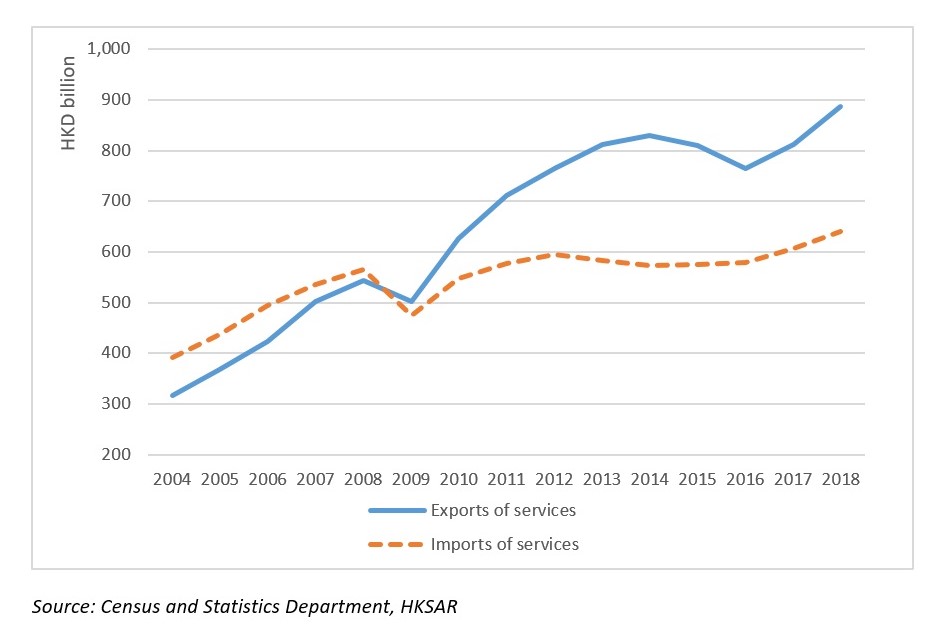 HKD billion
1,000
900
800
700
600
500
400
300
200
2004 2005 2006 2007 2008 2009 2010 2011 2012 2013 2014 2015 2016 2017 2018
Exports of services
Imports of services
Source: Census and Statistics Department, HKSAR